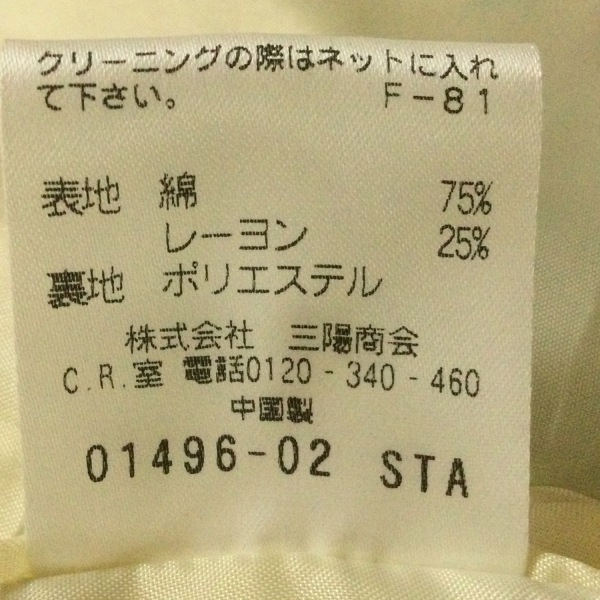 クリーニングの際はネットに入れ
て下さい。 F-81
表地 綿 75%
レーヨン 25%
裏地 ポリエステル
株式会社 三陽商会
C.R.室 電話0120-340-460
中国製
01496-02 STA